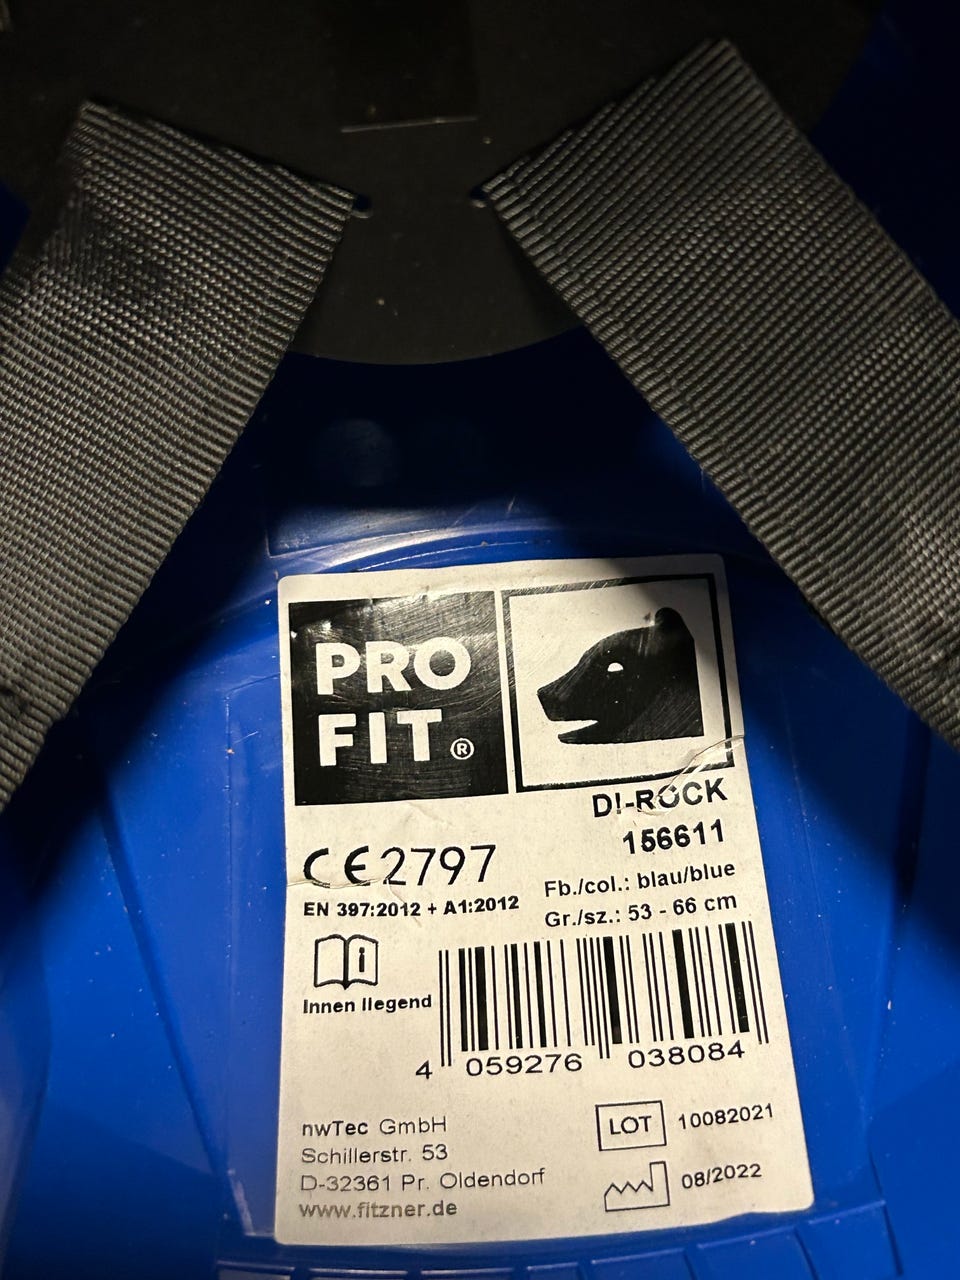 PRO
FIT®
D!-ROCK
156611
CE 2797
EN 397:2012 + A1:2012
Fb./col.: blau/blue
Gr./sz.: 53 - 66 cm
i
Innen liegend
4 059276 038084
nwTec GmbH
Schillerstr. 53
D-32361 Pr. Oldendorf
www.fitzner.de
LOT 10082021
08/2022